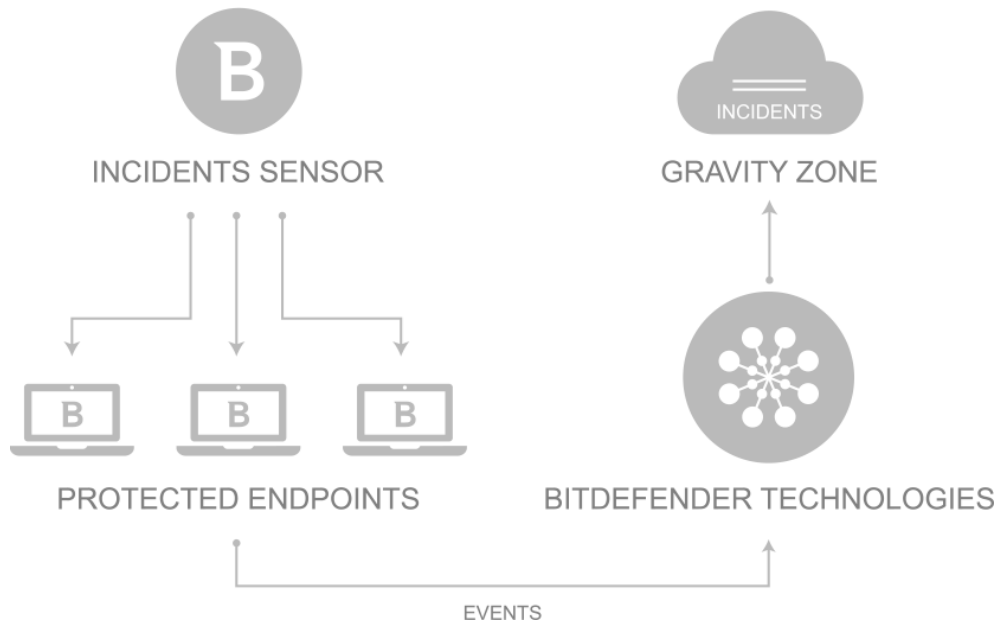 B
INCIDENTS
INCIDENTS SENSOR
GRAVITY ZONE
B
B
B
PROTECTED ENDPOINTS
BITDEFENDER TECHNOLOGIES
EVENTS